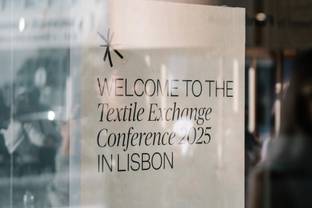 WELCOME TO THE
Textile Exchange
Conference 2025
IN LISBON